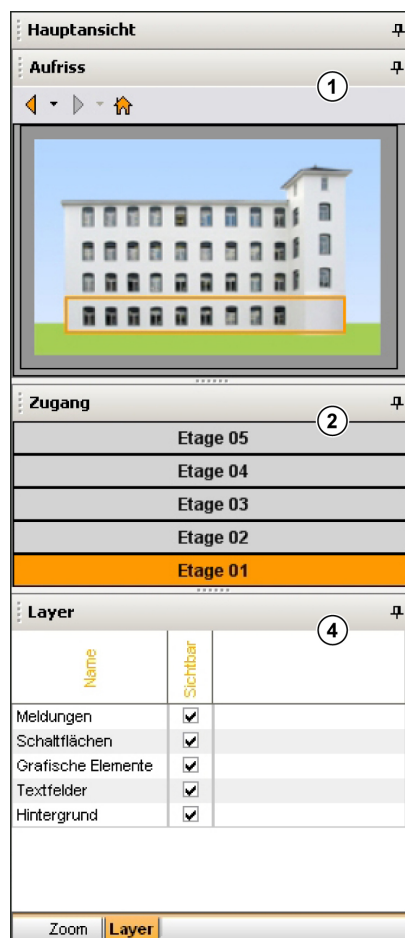 Hauptansicht
Aufriss
1
Zugang
2
Etage 05
Etage 04
Etage 03
Etage 02
Etage 01
Layer
4
Name
Sichtbar
Meldungen
Schaltflächen
Grafische Elemente
Textfelder
Hintergrund
Zoom Layer